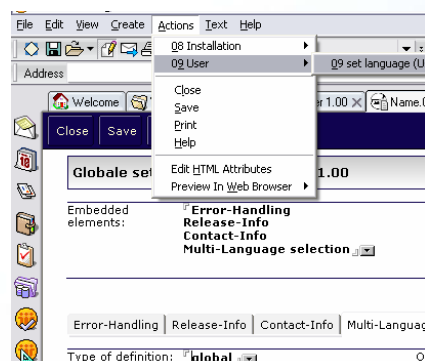 File Edit View Create Actions Text Help
08 Installation
09 User
09 set language (U
Address
Welcome
er 1.00
Name.
Close
Save
Print
Help
Close Save
Edit HTML Attributes
Preview In Web Browser
Globale set
1.00
Embedded elements:
Error-Handling
Release-Info
Contact-Info
Multi-Language selection
Error-Handling Release-Info Contact-Info Multi-Languag
Type of definition: global